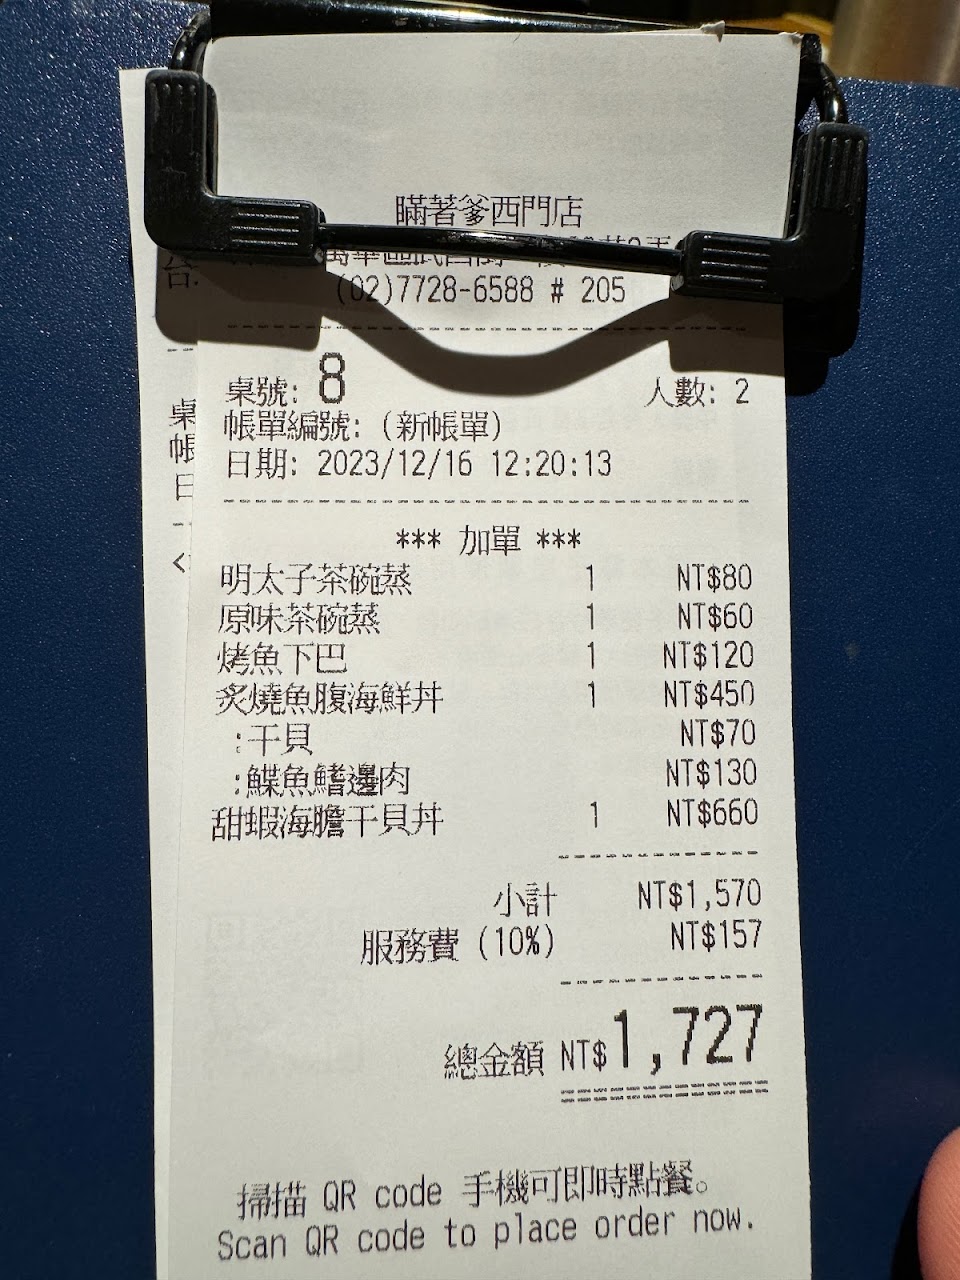 瞞著爹西門店
(02)7728-6588 # 205
桌號: 8 人數: 2
帳單編號: (新帳單)
日期: 2023/12/16 12:20:13
*** 加單 ***
明太子茶碗蒸 1 NT$80
原味茶碗蒸 1 NT$60
烤魚下巴 1 NT$120
炙燒魚腹海鮮丼 1 NT$450
:干貝 NT$70
:鰈魚鰭邊肉 NT$130
甜蝦海膽干貝丼 1 NT$660
小計 NT$1,570
服務費 (10%) NT$157
總金額 NT$1,727
掃描 QR code 手機可即時點餐。
Scan QR code to place order now.
台
桌
帳
日
<